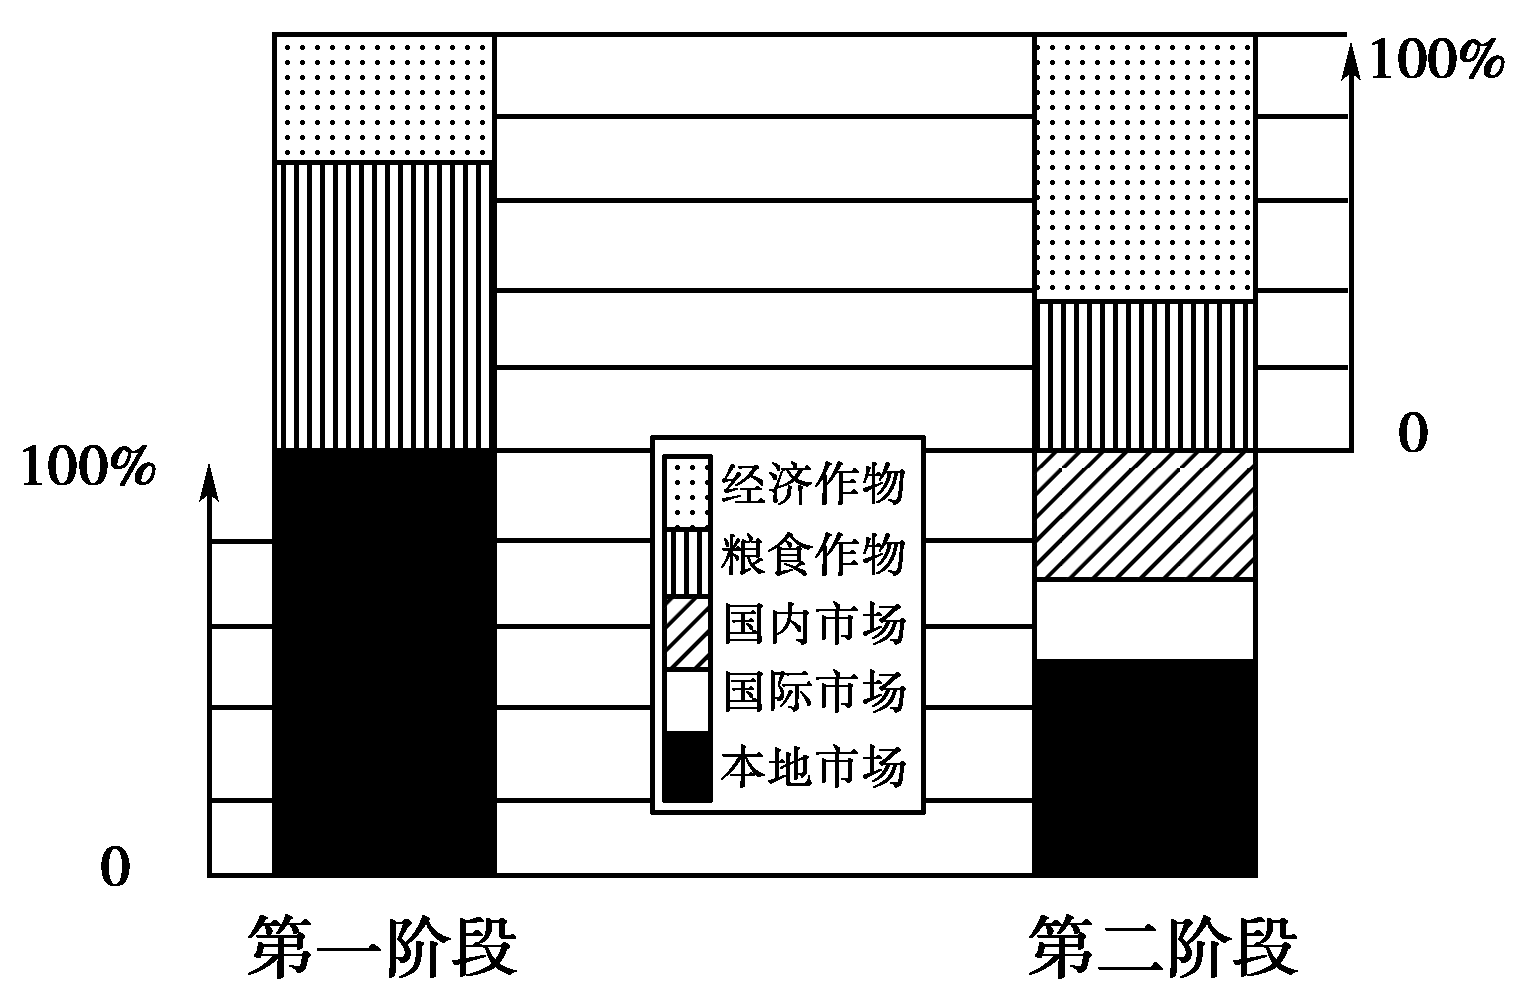 100%
0
100%
0
经济作物
粮食作物
国内市场
国际市场
本地市场
第一阶段
第二阶段